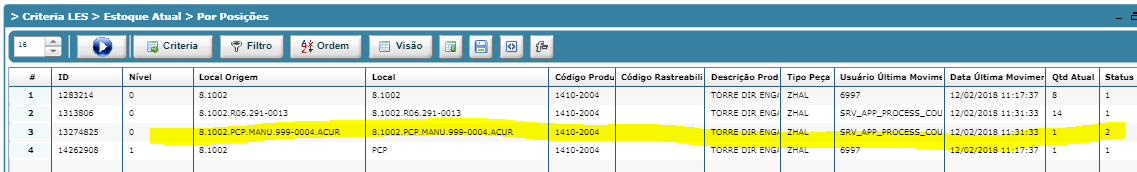 > Criteria LES > Estoque Atual > Por Posições
16 Criteria Filtro Ordem Visão
# ID Nível Local Origem Local Código Produ Código Rastreabili Descrição Prod Tipo Peça Usuário Última Movime Data Última Movimer Qtd Atual Status
1 1283214 0 8.1002 8.1002 1410-2004 TORRE DIR ENGA ZHAL 6997 12/02/2018 11:17:37 8 1
2 1313806 0 8.1002.R06.291-0013 8.1002.R06.291-0013 1410-2004 TORRE DIR ENGA ZHAL SRV_APP_PROCESS_COU 12/02/2018 11:31:33 14 1
3 13274825 0 8.1002.PCP.MANU.999-0004.ACUR 8.1002.PCP.MANU.999-0004.ACUR 1410-2004 TORRE DIR ENGA ZHAL SRV_APP_PROCESS_COU 12/02/2018 11:31:33 1 2
4 14262908 1 8.1002 PCP 1410-2004 TORRE DIR ENGA ZHAL 6997 12/02/2018 11:17:37 1 1